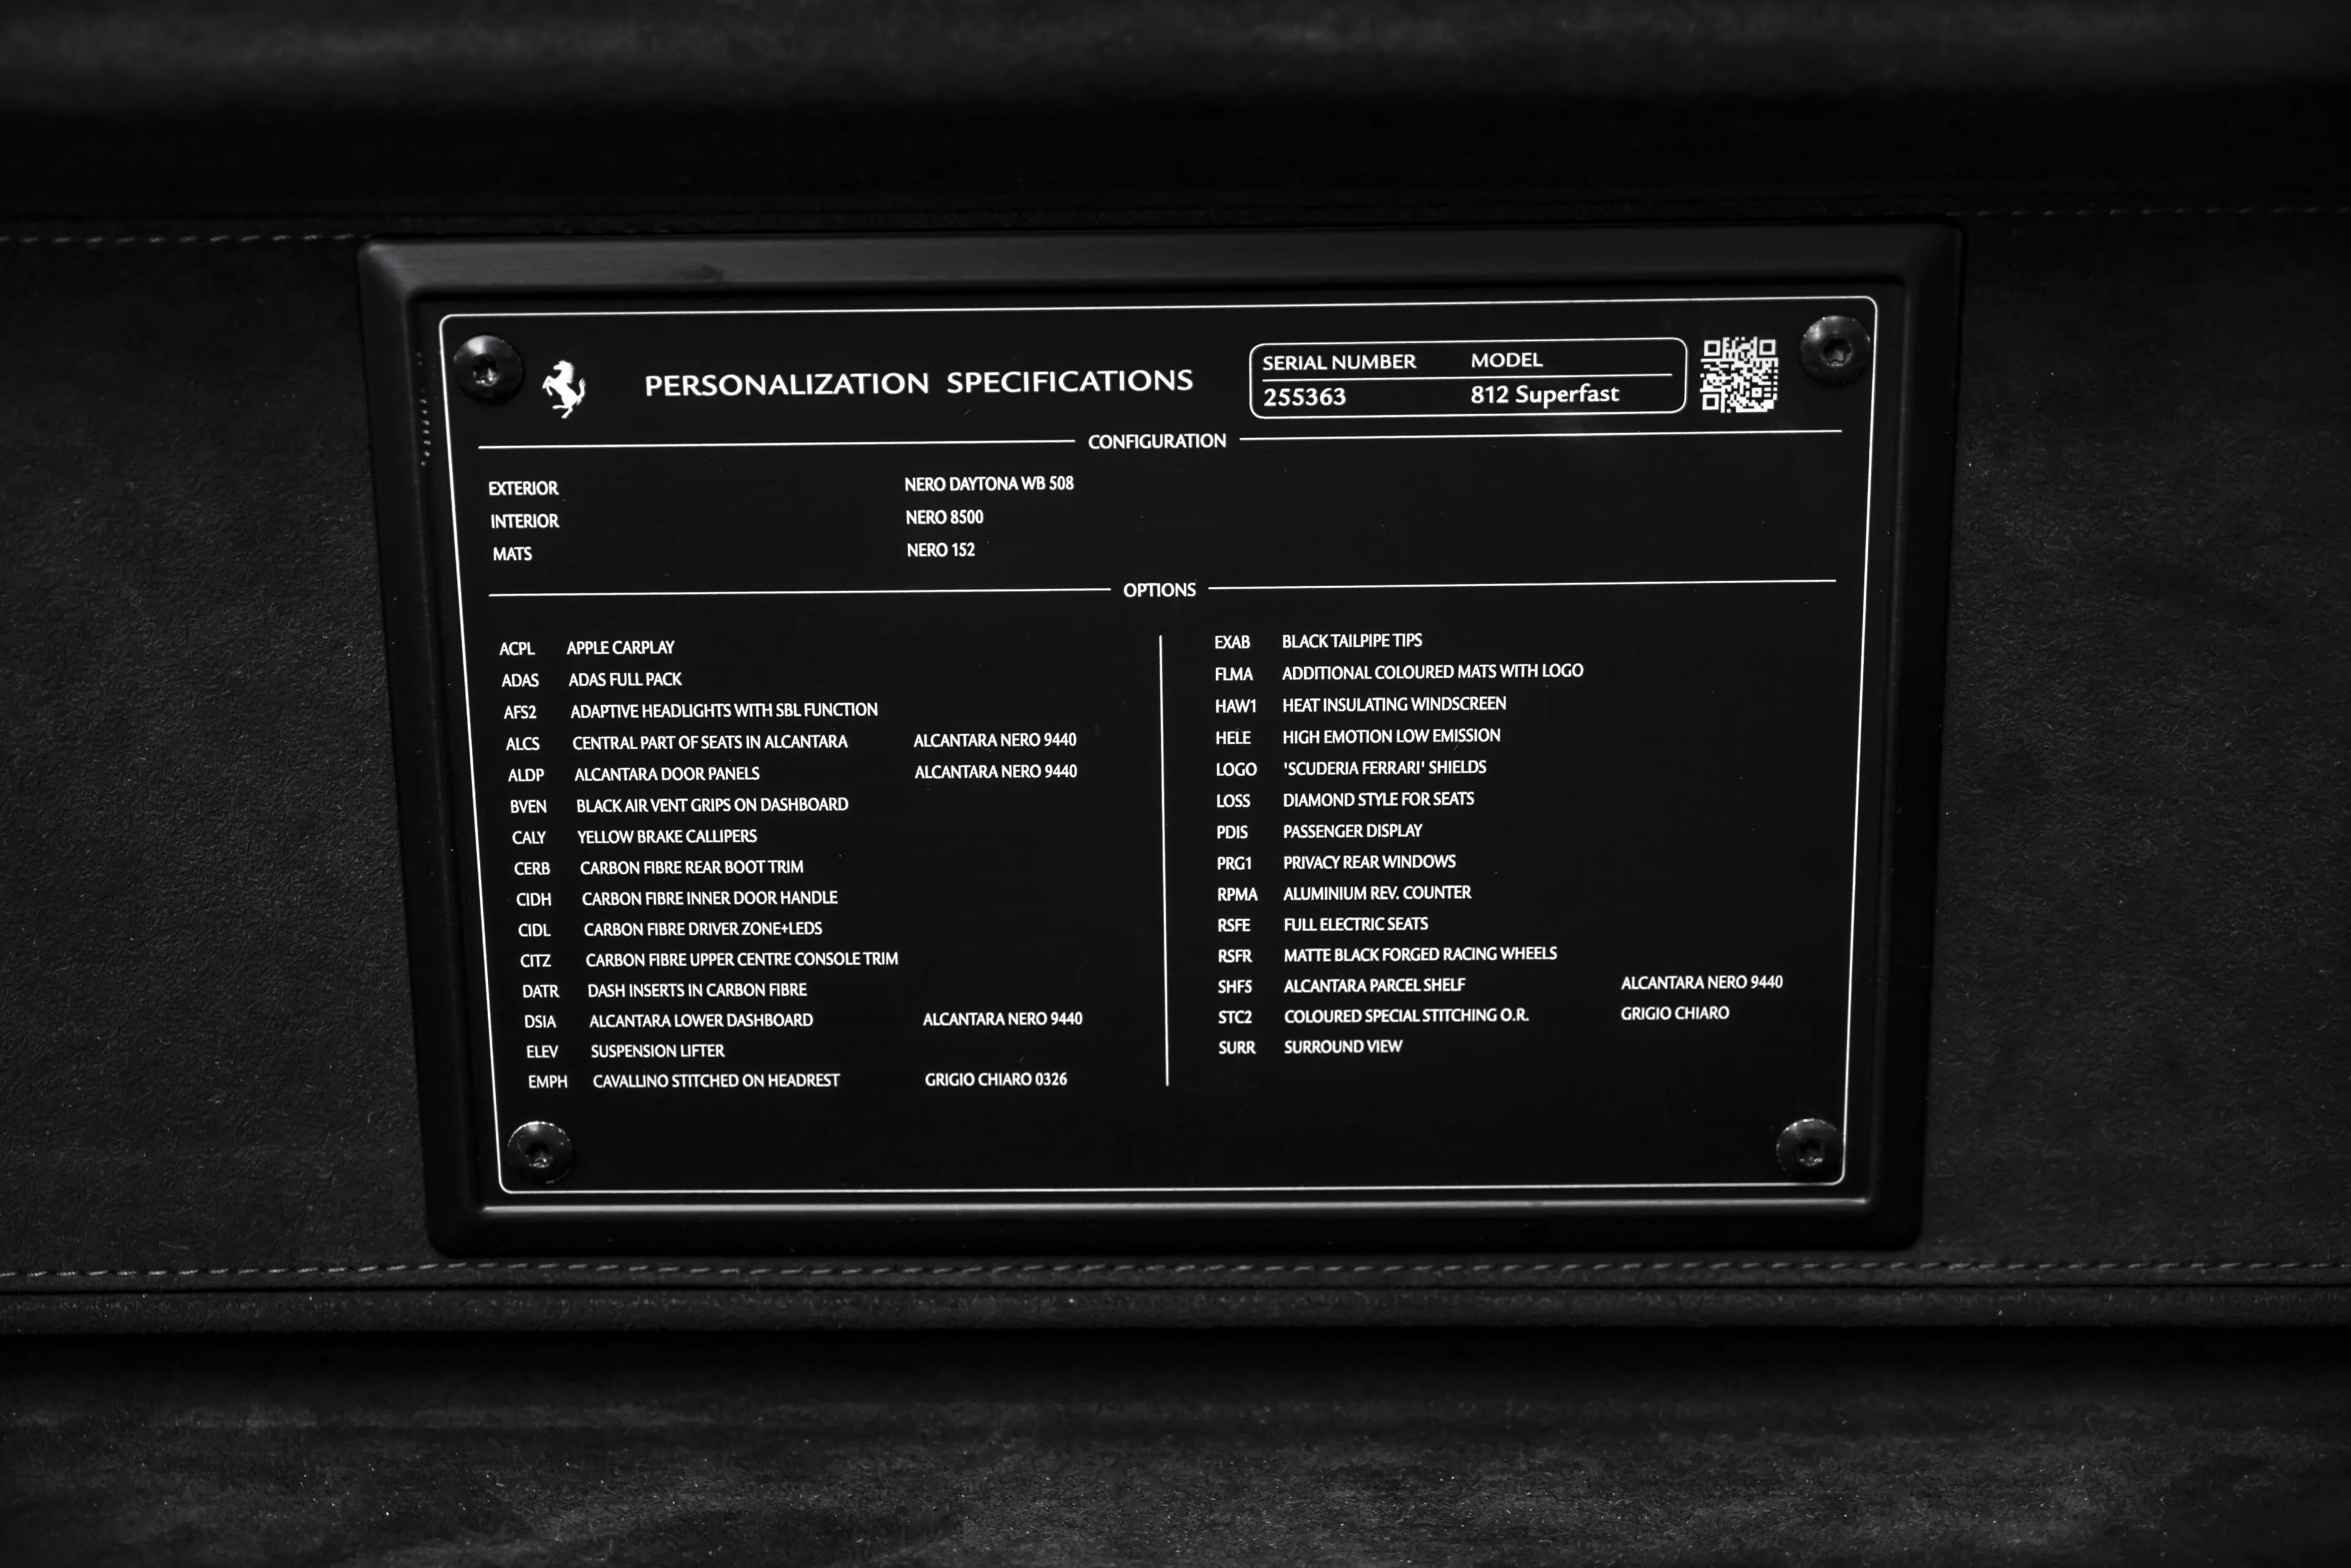 PERSONALIZATION SPECIFICATIONS
SERIAL NUMBER MODEL
255363 812 Superfast
CONFIGURATION
EXTERIOR NERO DAYTONA WB 508
INTERIOR NERO 8500
MATS NERO 152
OPTIONS
ACPL APPLE CARPLAY
ADAS ADAS FULL PACK
AFS2 ADAPTIVE HEADLIGHTS WITH SBL FUNCTION
ALCS CENTRAL PART OF SEATS IN ALCANTARA ALCANTARA NERO 9440
ALDP ALCANTARA DOOR PANELS ALCANTARA NERO 9440
BVEN BLACK AIR VENT GRIPS ON DASHBOARD
CALY YELLOW BRAKE CALLIPERS
CERB CARBON FIBRE REAR BOOT TRIM
CIDH CARBON FIBRE INNER DOOR HANDLE
CIDL CARBON FIBRE DRIVER ZONE+LEDS
CITZ CARBON FIBRE UPPER CENTRE CONSOLE TRIM
DATR DASH INSERTS IN CARBON FIBRE
DSIA ALCANTARA LOWER DASHBOARD ALCANTARA NERO 9440
ELEV SUSPENSION LIFTER
EMPH CAVALLINO STITCHED ON HEADREST GRIGIO CHIARO 0326
EXAB BLACK TAILPIPE TIPS
FLMA ADDITIONAL COLOURED MATS WITH LOGO
HAW1 HEAT INSULATING WINDSCREEN
HELE HIGH EMOTION LOW EMISSION
LOGO 'SCUDERIA FERRARI' SHIELDS
LOSS DIAMOND STYLE FOR SEATS
PDIS PASSENGER DISPLAY
PRG1 PRIVACY REAR WINDOWS
RPMA ALUMINIUM REV. COUNTER
RSFE FULL ELECTRIC SEATS
RSFR MATTE BLACK FORGED RACING WHEELS
SHF5 ALCANTARA PARCEL SHELF ALCANTARA NERO 9440
STC2 COLOURED SPECIAL STITCHING O.R. GRIGIO CHIARO
SURR SURROUND VIEW